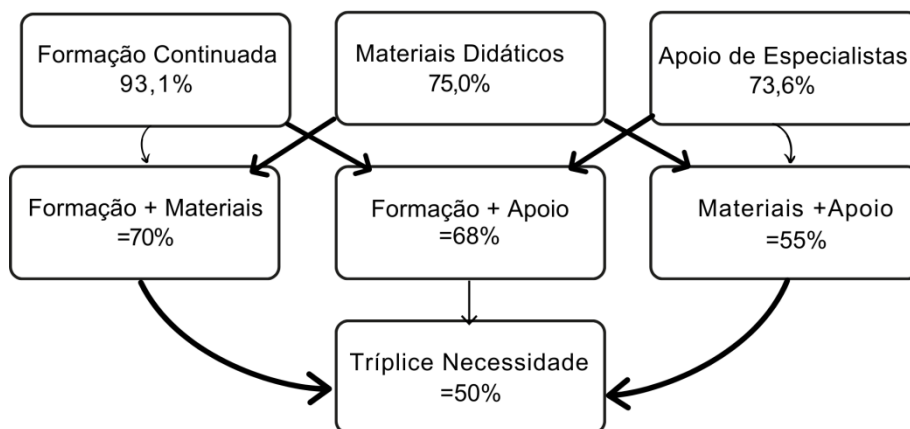 Formação Continuada
93,1%
Materiais Didáticos
75,0%
Apoio de Especialistas
73,6%
Formação + Materiais
=70%
Formação + Apoio
=68%
Materiais +Apoio
=55%
Tríplice Necessidade
=50%